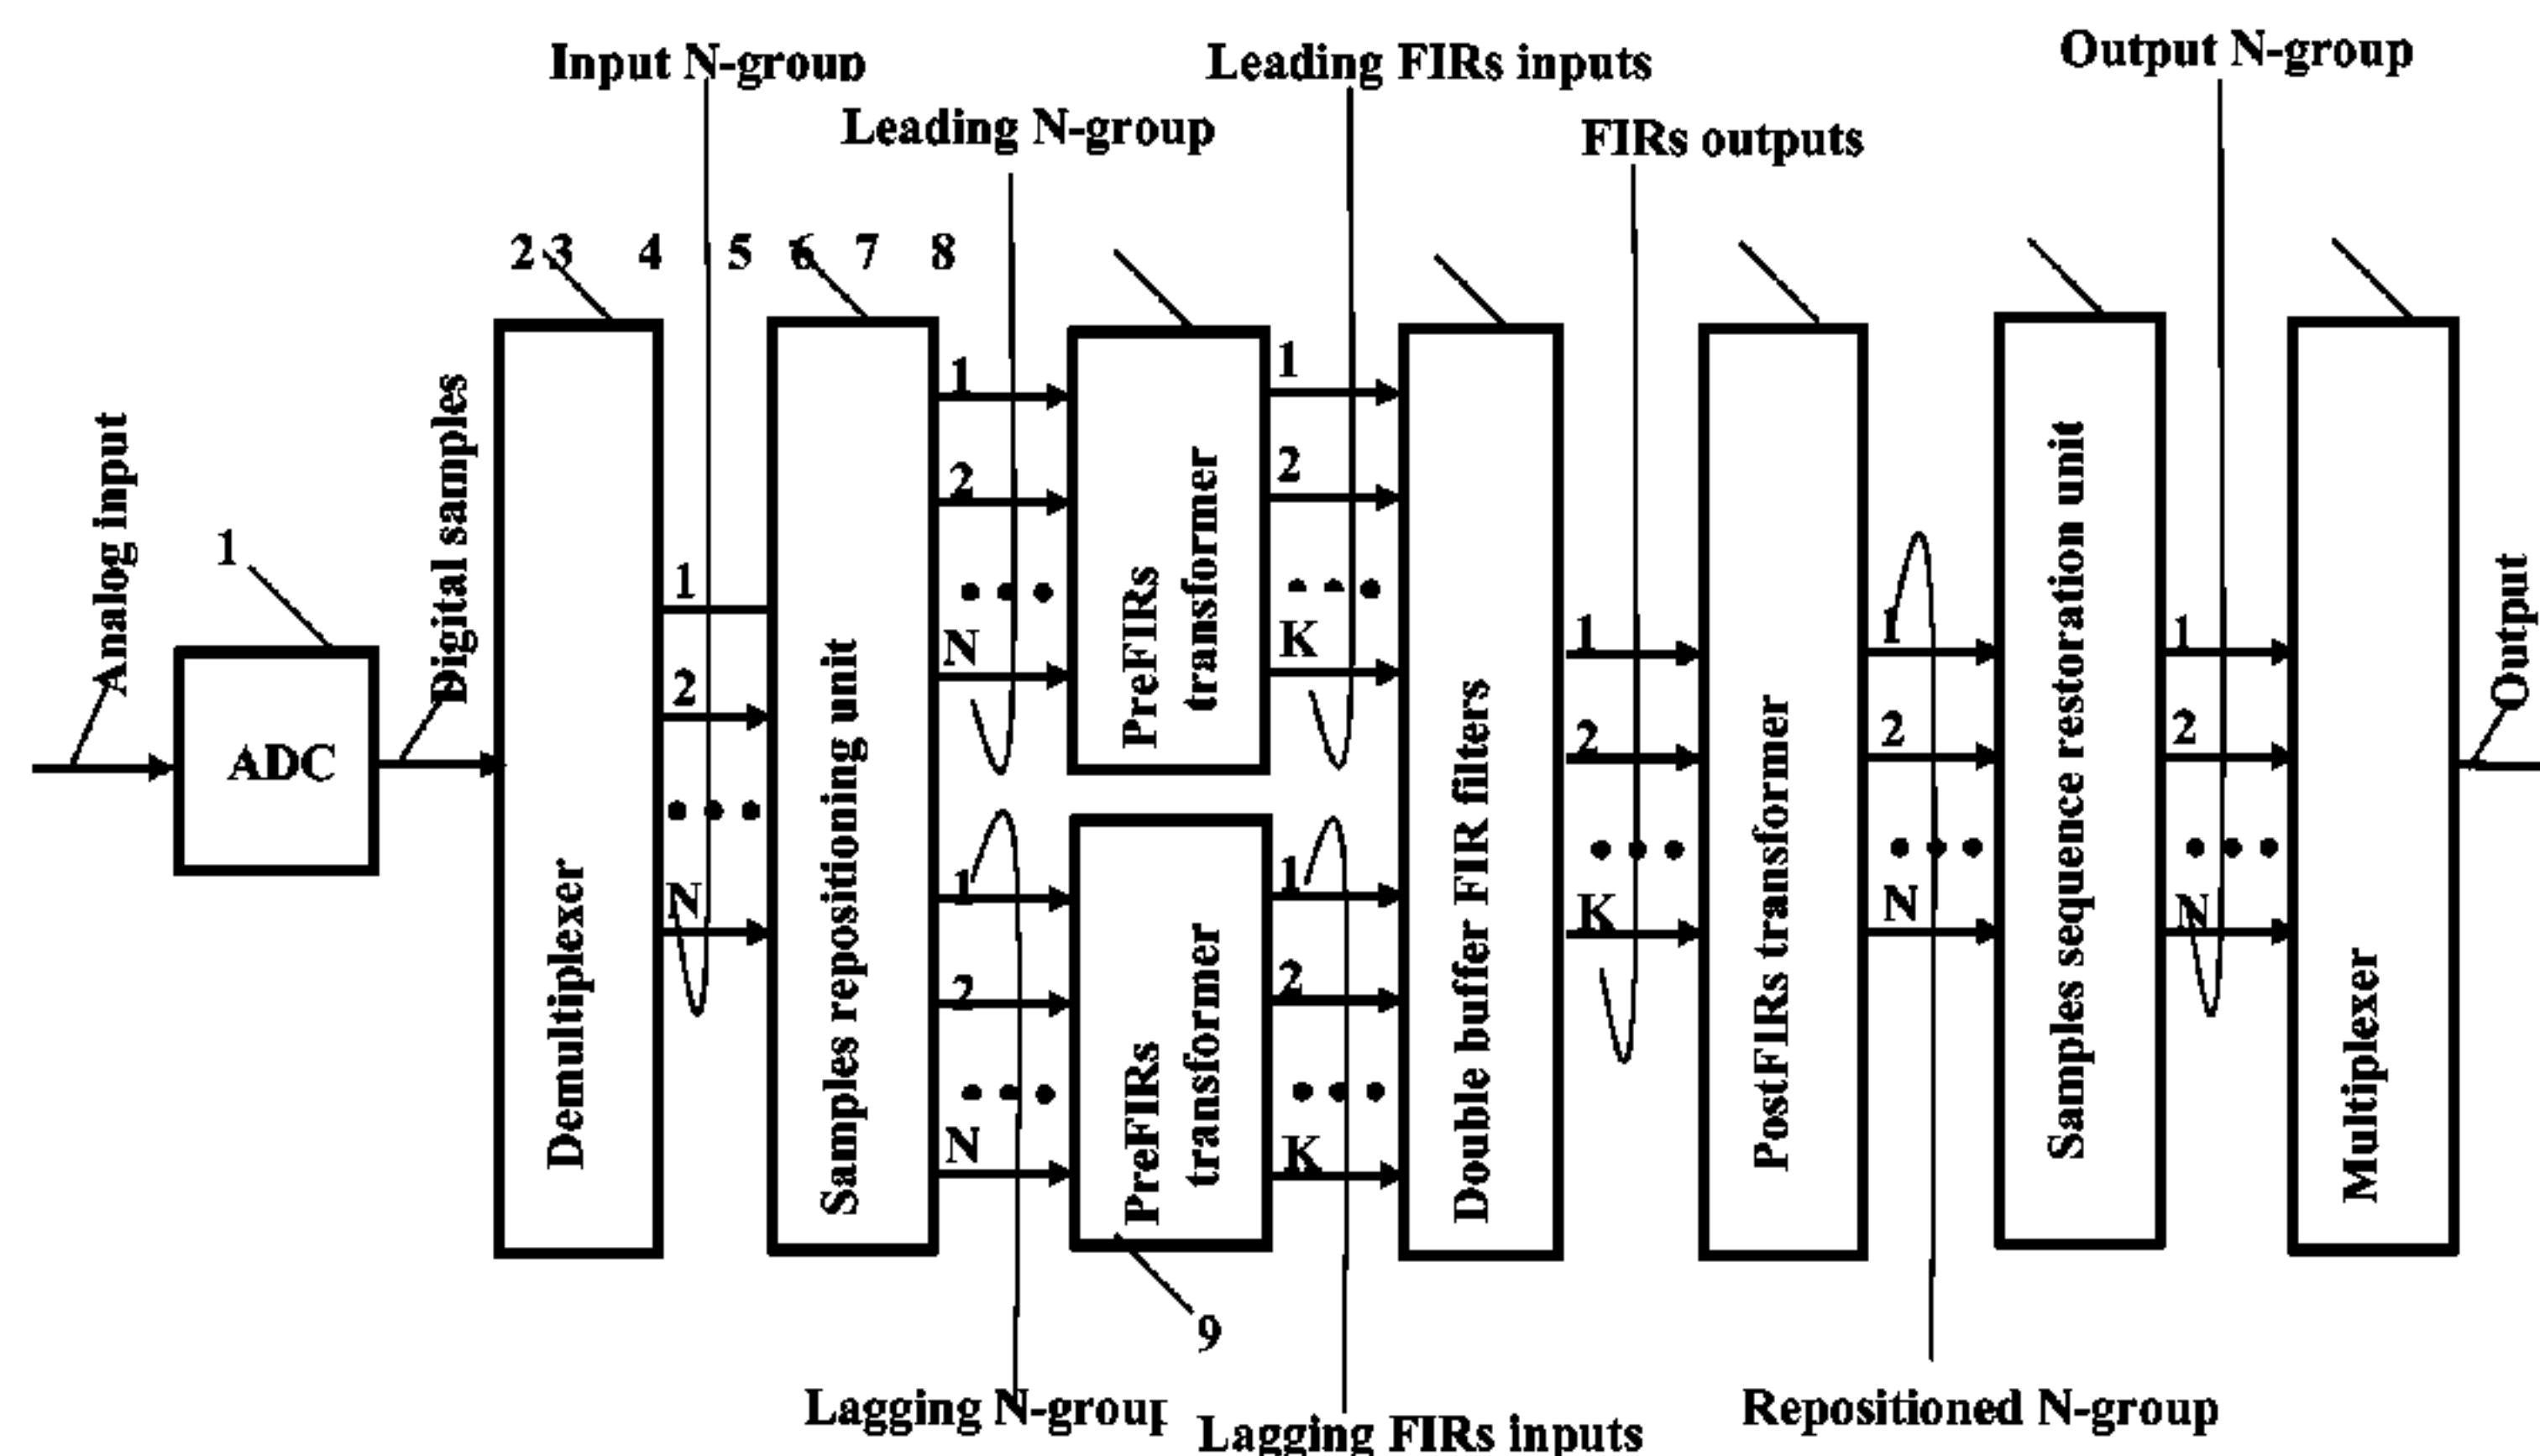 Input N-group
Leading FIRs inputs
Output N-group
Leading N-group
FIRs outputs
2 3 4 5 6 7 8
Analog input
1
ADC
Digital samples
Demultiplexer
1
2
N
Samples repositioning unit
1
2
N
1
2
N
PreFIRs
transformer
PreFIRs
transformer
9
1
2
K
1
2
K
Double buffer FIR filters
1
2
K
PostFIRs transformer
1
2
N
Samples sequence restoration unit
1
2
N
Multiplexer
Output
Lagging N-group
Lagging FIRs inputs
Repositioned N-group